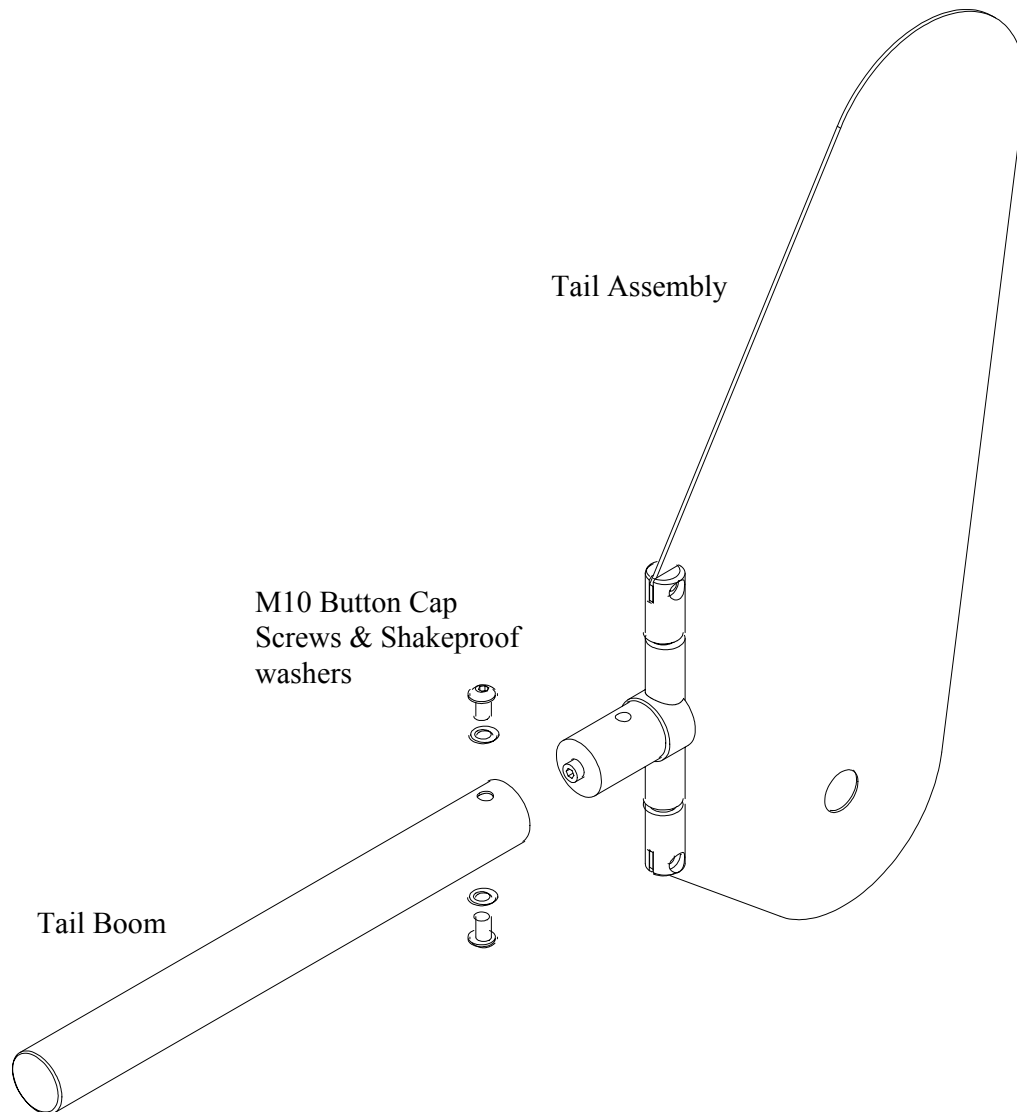 Tail Assembly
M10 Button Cap
Screws & Shakeproof
washers
Tail Boom